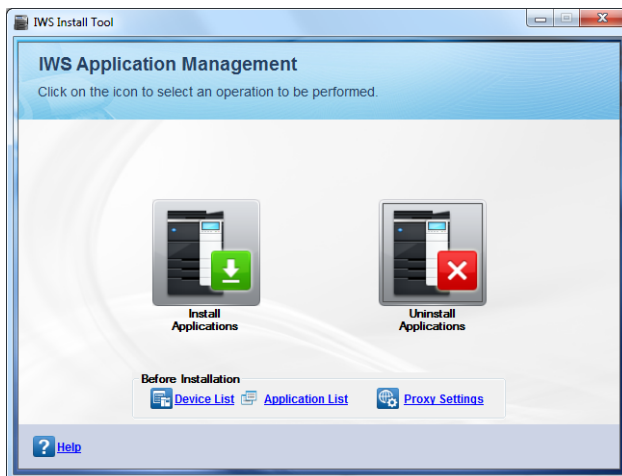 IWS Install Tool
IWS Application Management
Click on the icon to select an operation to be performed.
Install
Applications
Uninstall
Applications
Before Installation
Device List
Application List
Proxy Settings
? Help